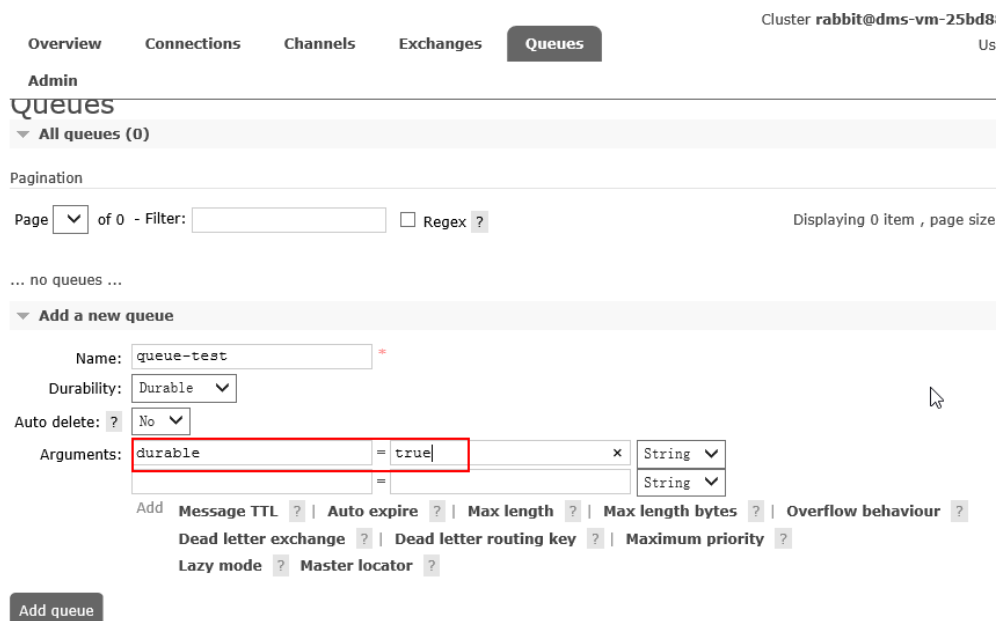 Cluster rabbit@dms-vm-25bd8
Overview Connections Channels Exchanges Queues Us
Admin
Queues
All queues (0)
Pagination
Page of 0 - Filter: Regex ? Displaying 0 item , page size
... no queues ...
Add a new queue
Name: queue-test *
Durability: Durable
Auto delete: ? No
Arguments: durable = true × String
= String
Add Message TTL ? | Auto expire ? | Max length ? | Max length bytes ? | Overflow behaviour ?
Dead letter exchange ? | Dead letter routing key ? | Maximum priority ?
Lazy mode ? Master locator ?
Add queue